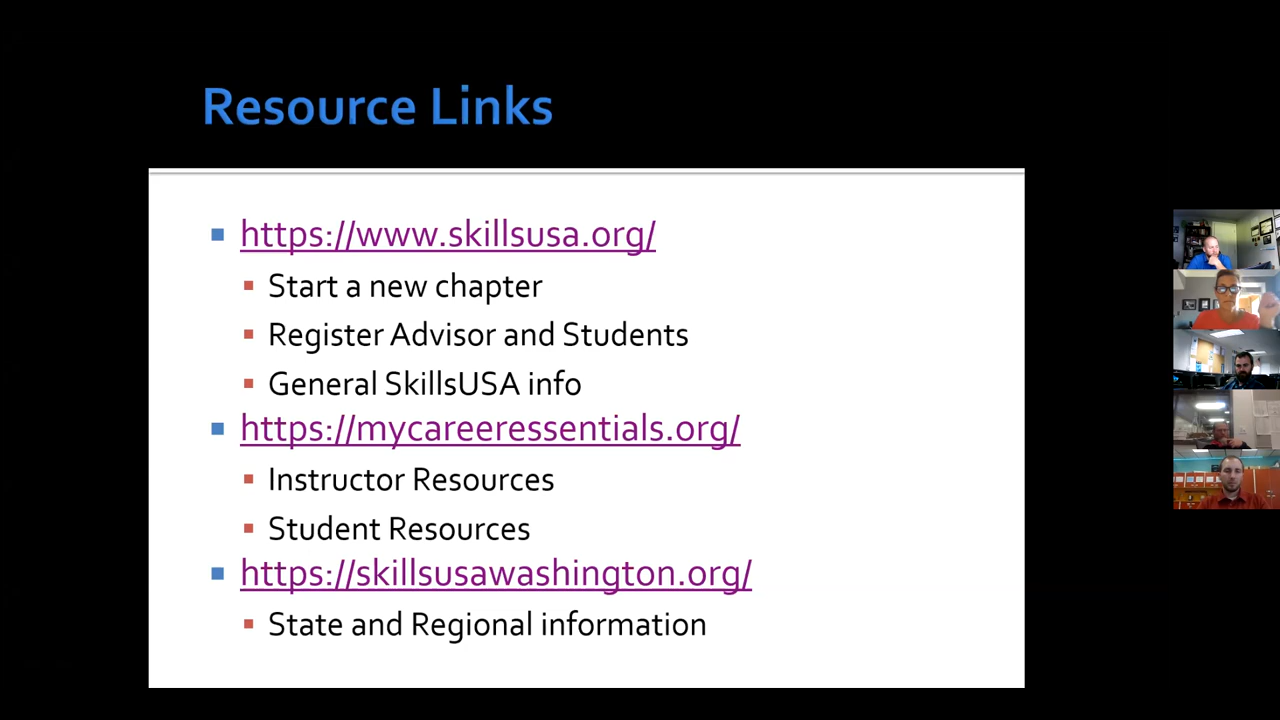 Resource Links
https://www.skillsusa.org/
Start a new chapter
Register Advisor and Students
General SkillsUSA info
https://mycareeressentials.org/
Instructor Resources
Student Resources
https://skillsusawashington.org/
State and Regional information